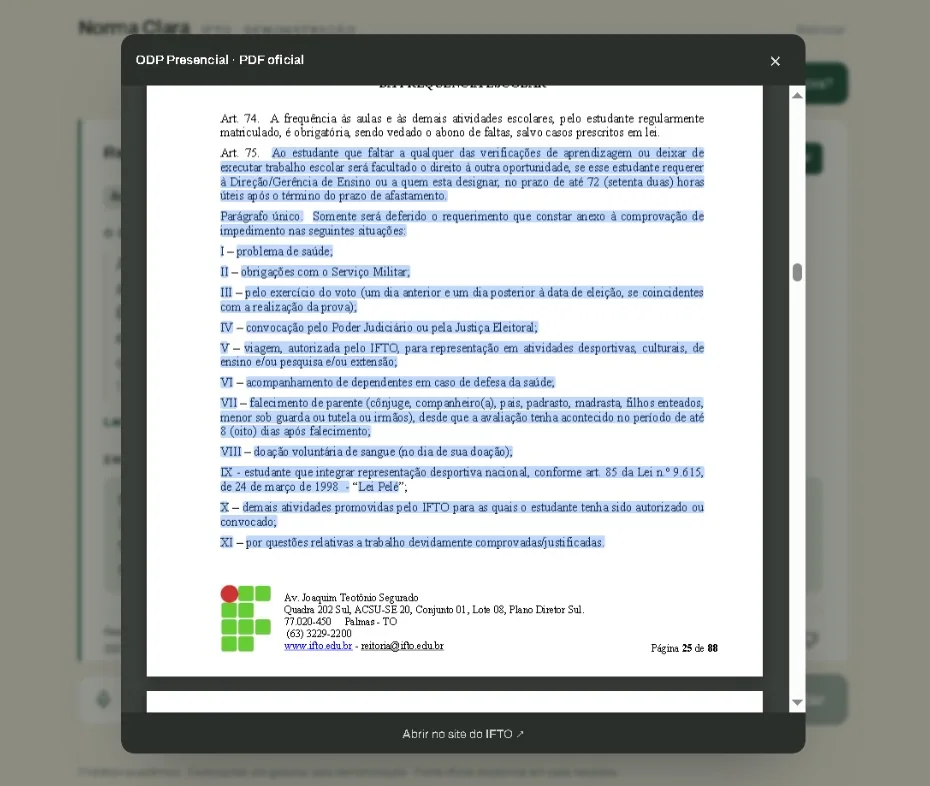 Norma Clara
ODP Presencial · PDF oficial
×
DA FREQUÊNCIA ESCOLAR
Art. 74. A frequência às aulas e às demais atividades escolares, pelo estudante regularmente
matriculado, é obrigatória, sendo vedado o abono de faltas, salvo casos prescritos em lei.
Art. 75. Ao estudante que faltar a qualquer das verificações de aprendizagem ou deixar de
executar trabalho escolar será facultado o direito à outra oportunidade, se esse estudante requerer
à Direção/Gerência de Ensino ou a quem esta designar, no prazo de até 72 (setenta duas) horas
úteis após o término do prazo de afastamento.
Parágrafo único. Somente será deferido o requerimento que constar anexo à comprovação de
impedimento nas seguintes situações:
I – problema de saúde;
II – obrigações com o Serviço Militar;
III – pelo exercício do voto (um dia anterior e um dia posterior à data de eleição, se coincidentes
com a realização da prova);
IV – convocação pelo Poder Judiciário ou pela Justiça Eleitoral;
V – viagem, autorizada pelo IFTO, para representação em atividades desportivas, culturais, de
ensino e/ou pesquisa e/ou extensão;
VI – acompanhamento de dependentes em caso de defesa da saúde;
VII – falecimento de parente (cônjuge, companheiro(a), pais, padrasto, madrasta, filhos enteados,
menor sob guarda ou tutela ou irmãos), desde que a avaliação tenha acontecido no período de até
8 (oito) dias após falecimento;
VIII – doação voluntária de sangue (no dia de sua doação);
IX - estudante que integrar representação desportiva nacional, conforme art. 85 da Lei n.º 9.615,
de 24 de março de 1998 - “Lei Pelé”;
X – demais atividades promovidas pelo IFTO para as quais o estudante tenha sido autorizado ou
convocado;
XI – por questões relativas a trabalho devidamente comprovadas/justificadas.
Av. Joaquim Teotônio Segurado
Quadra 202 Sul, ACSU-SE 20, Conjunto 01, Lote 08, Plano Diretor Sul.
77.020-450 Palmas - TO
(63) 3229-2200
www.ifto.edu.br - reitoria@ifto.edu.br
Página 25 de 88
Abrir no site do IFTO ↗